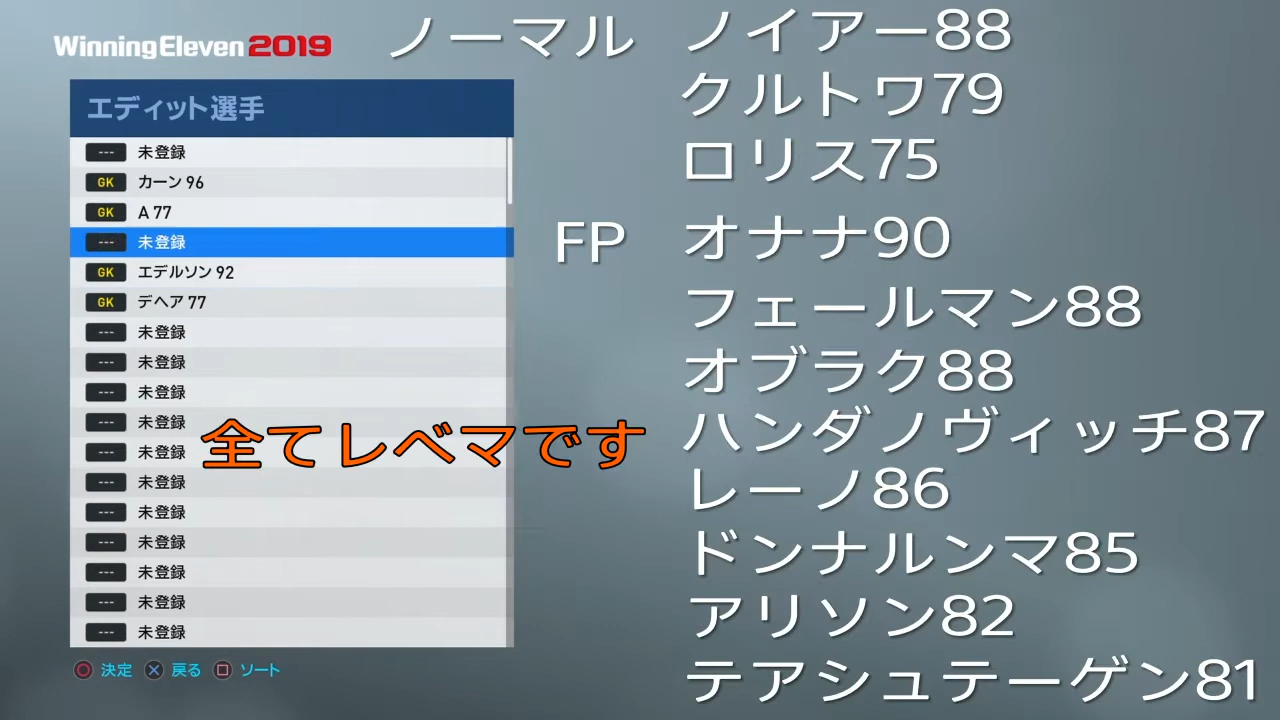 Winning Eleven 2019
エディット選手
--- 未登録
GK カーン 96
GK A 77
--- 未登録
GK エデルソン 92
GK デヘア 77
--- 未登録
--- 未登録
--- 未登録
--- 未登録
--- 未登録
--- 未登録
--- 未登録
--- 未登録
--- 未登録
--- 未登録
--- 未登録
決定 戻る ソート
全てレベマです
ノーマル ノイアー88
クルトワ79
ロリス75
FP オナナ90
フェールマン88
オブラク88
ハンダノヴィッチ87
レーノ86
ドンナルンマ85
アリソン82
テアシュテーゲン81